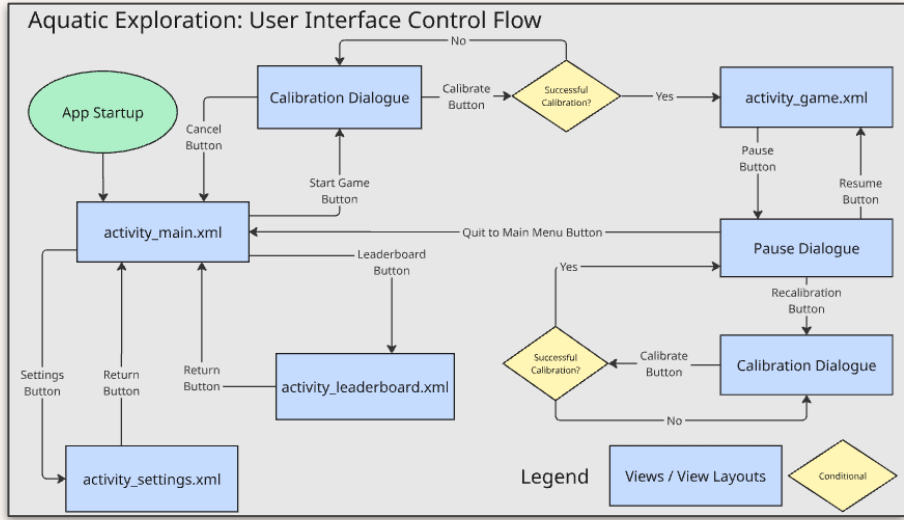 Aquatic Exploration: User Interface Control Flow
No
App Startup
Calibration Dialogue
Calibrate
Button
Successful
Calibration?
Yes
activity_game.xml
Cancel
Button
Start Game
Button
Pause
Button
Resume
Button
activity_main.xml
Quit to Main Menu Button
Pause Dialogue
Leaderboard
Button
Yes
Recalibration
Button
Settings
Button
Return
Button
Return
Button
activity_leaderboard.xml
Successful
Calibration?
Calibrate
Button
Calibration Dialogue
No
activity_settings.xml
Legend
Views / View Layouts
Conditional